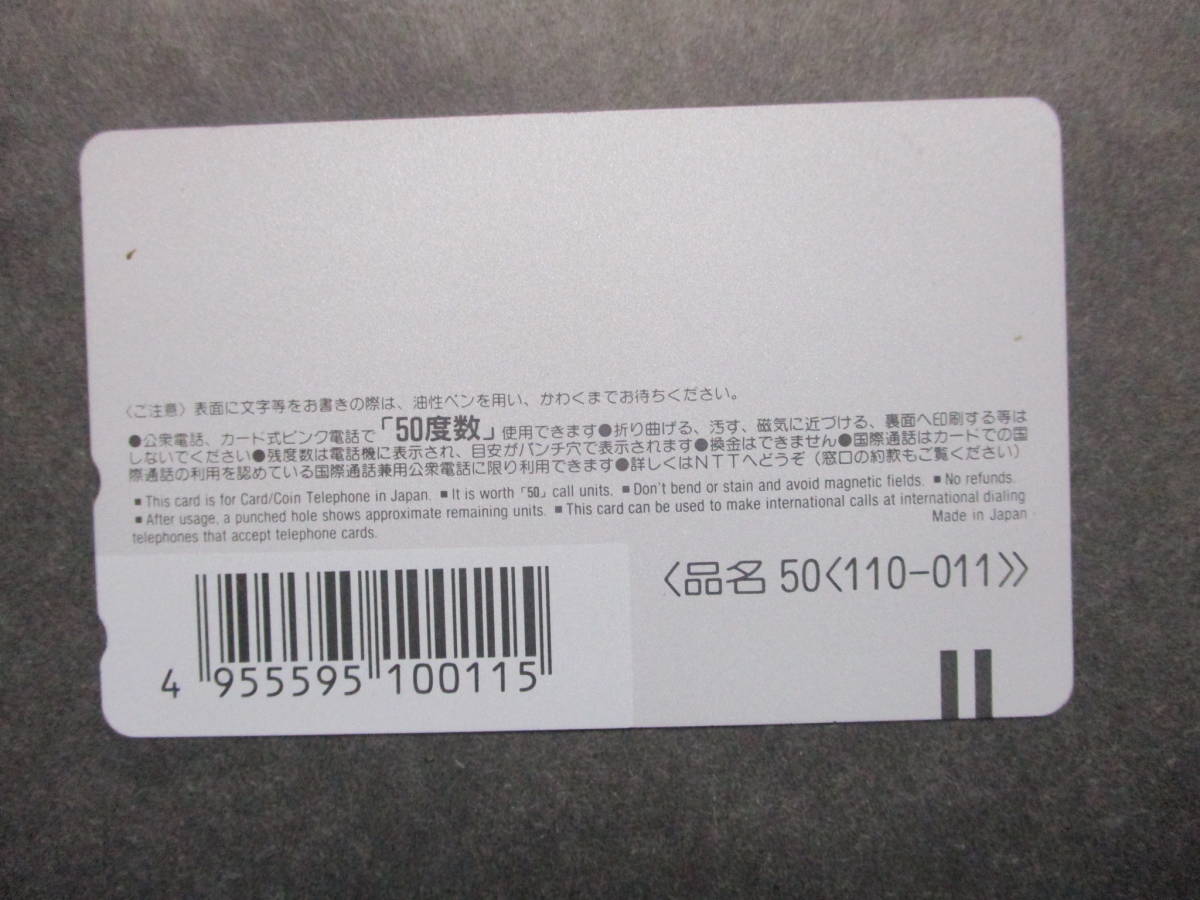 〈ご注意〉表面に文字等をお書きの際は、油性ペンを用い、かわくまでお待ちください。
●公衆電話、カード式ピンク電話で「50度数」使用できます●折り曲げる、汚す、磁気に近づける、裏面へ印刷する等は
しないでください●残度数は電話機に表示され、目安がパンチ穴で表示されます●換金はできません●国際通話はカードでの国
際通話の利用を認めている国際通話兼用公衆電話に限り利用できます●詳しくはNTTへどうぞ(窓口の約款もご覧ください)
■ This card is for Card/Coin Telephone in Japan. ■ It is worth「50」call units. ■ Don't bend or stain and avoid magnetic fields. ■ No refunds.
■ After usage, a punched hole shows approximate remaining units. ■ This card can be used to make international calls at international dialing
telephones that accept telephone cards.
Made in Japan
〈品名 50〈110-011〉〉
4 955595 100115